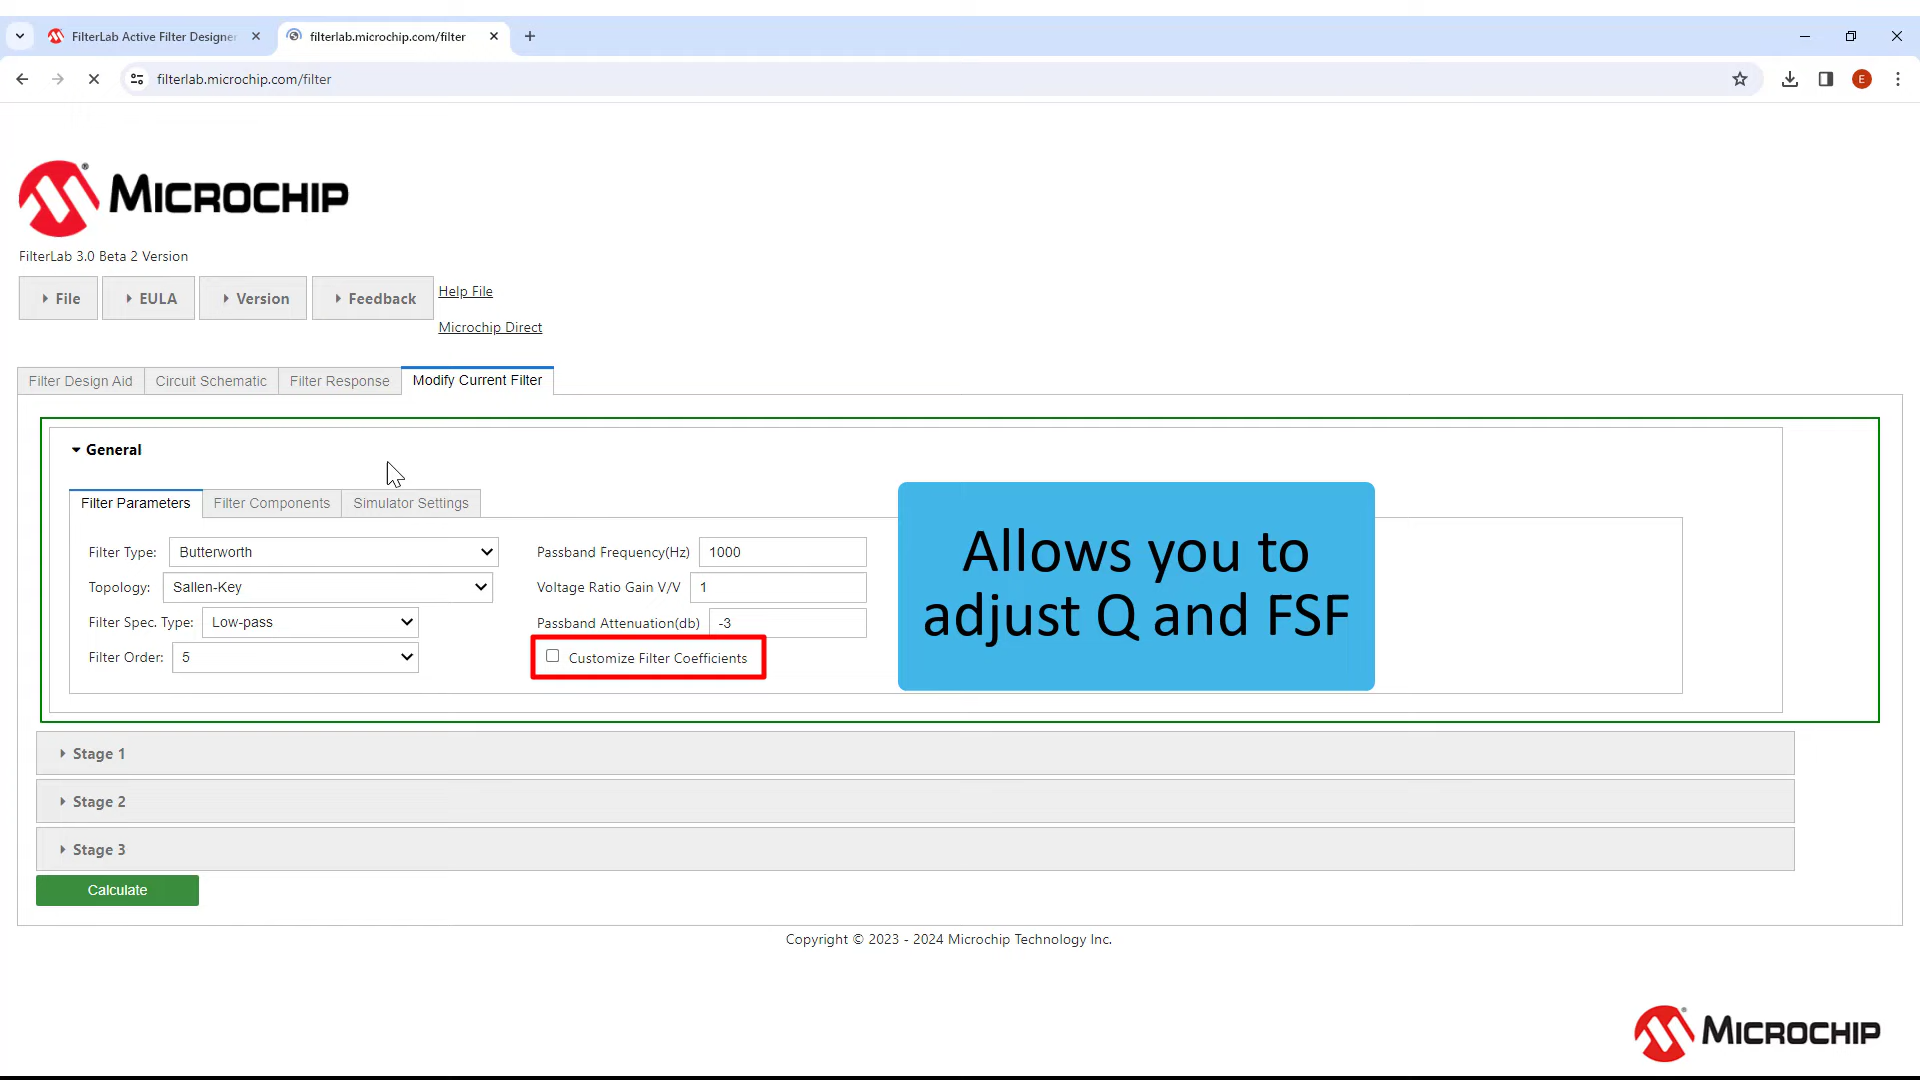 FilterLab Active Filter Designer
filterlab.microchip.com/filter
filterlab.microchip.com/filter
E
MICROCHIP
FilterLab 3.0 Beta 2 Version
File
EULA
Version
Feedback
Help File
Microchip Direct
Filter Design Aid
Circuit Schematic
Filter Response
Modify Current Filter
General
Filter Parameters
Filter Components
Simulator Settings
Filter Type: Butterworth
Passband Frequency(Hz) 1000
Topology: Sallen-Key
Voltage Ratio Gain V/V 1
Filter Spec. Type: Low-pass
Passband Attenuation(db) -3
Filter Order: 5
Customize Filter Coefficients
Allows you to
adjust Q and FSF
Stage 1
Stage 2
Stage 3
Calculate
Copyright © 2023 - 2024 Microchip Technology Inc.
MICROCHIP